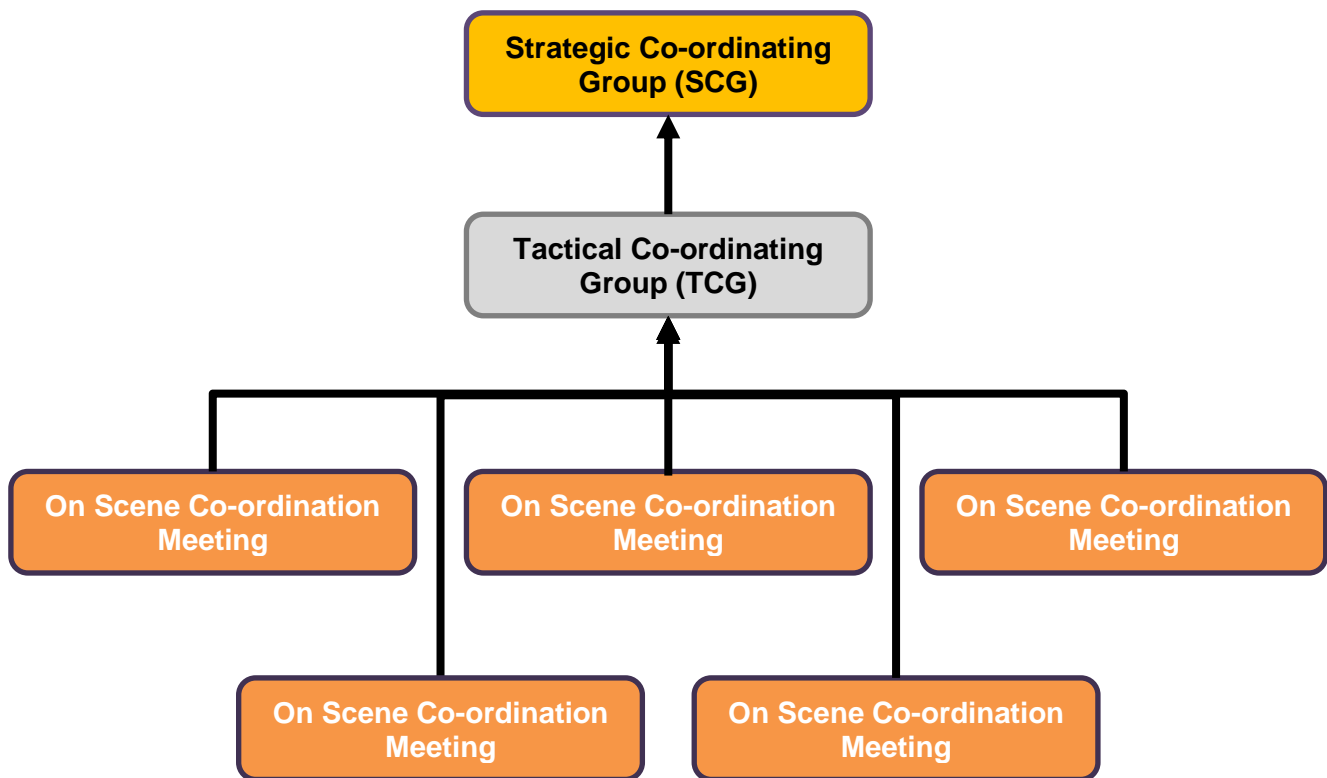 Strategic Co-ordinating
Group (SCG)
Tactical Co-ordinating
Group (TCG)
On Scene Co-ordination
Meeting
On Scene Co-ordination
Meeting
On Scene Co-ordination
Meeting
On Scene Co-ordination
Meeting
On Scene Co-ordination
Meeting